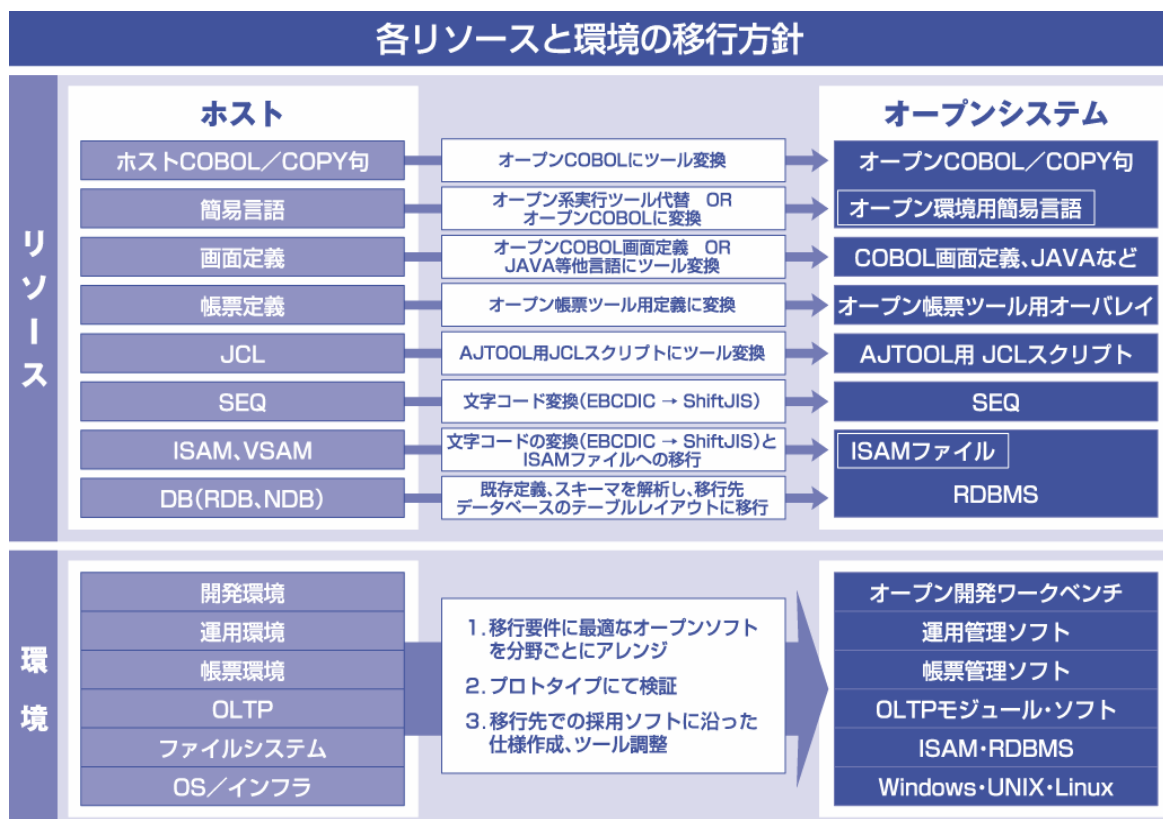 各リソースと環境の移行方針
リソース
ホスト
オープンシステム
ホストCOBOL／COPY句
オープンCOBOLにツール変換
オープンCOBOL／COPY句
簡易言語
オープン系実行ツール代替　OR
オープンCOBOLに変換
オープン環境用簡易言語
画面定義
オープンCOBOL画面定義　OR
JAVA等他言語にツール変換
COBOL画面定義、JAVAなど
帳票定義
オープン帳票ツール用定義に変換
オープン帳票ツール用オーバレイ
JCL
AJTOOL用JCLスクリプトにツール変換
AJTOOL用 JCLスクリプト
SEQ
文字コード変換(EBCDIC → ShiftJIS)
SEQ
ISAM、VSAM
文字コードの変換(EBCDIC → ShiftJIS)と
ISAMファイルへの移行
ISAMファイル
DB(RDB、NDB)
既存定義、スキーマを解析し、移行先
データベースのテーブルレイアウトに移行
RDBMS
環境
開発環境
運用環境
帳票環境
OLTP
ファイルシステム
OS／インフラ
1.移行要件に最適なオープンソフト
を分野ごとにアレンジ
2.プロトタイプにて検証
3.移行先での採用ソフトに沿った
仕様作成、ツール調整
オープン開発ワークベンチ
運用管理ソフト
帳票管理ソフト
OLTPモジュール・ソフト
ISAM・RDBMS
Windows・UNIX・Linux